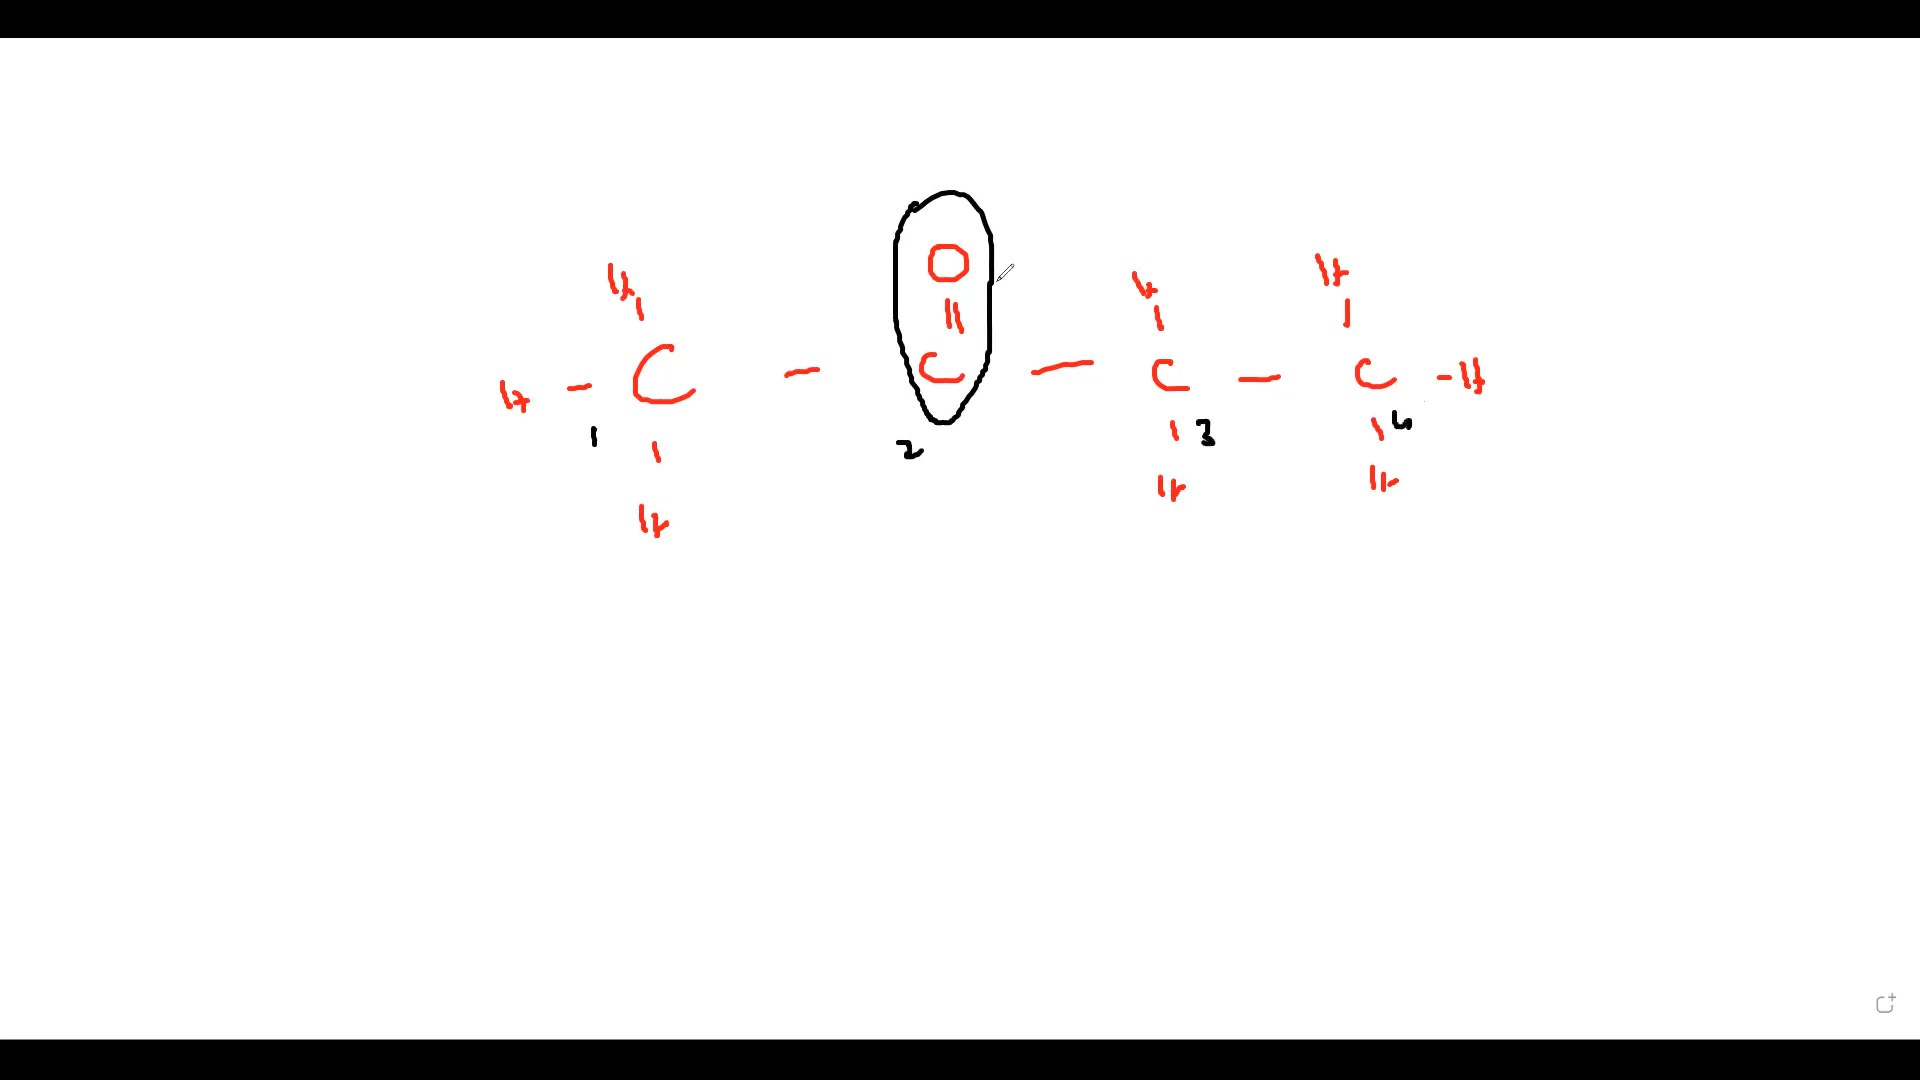 O
H H H
||
H - C - C - C - C - H
1 2 3 4
H H H